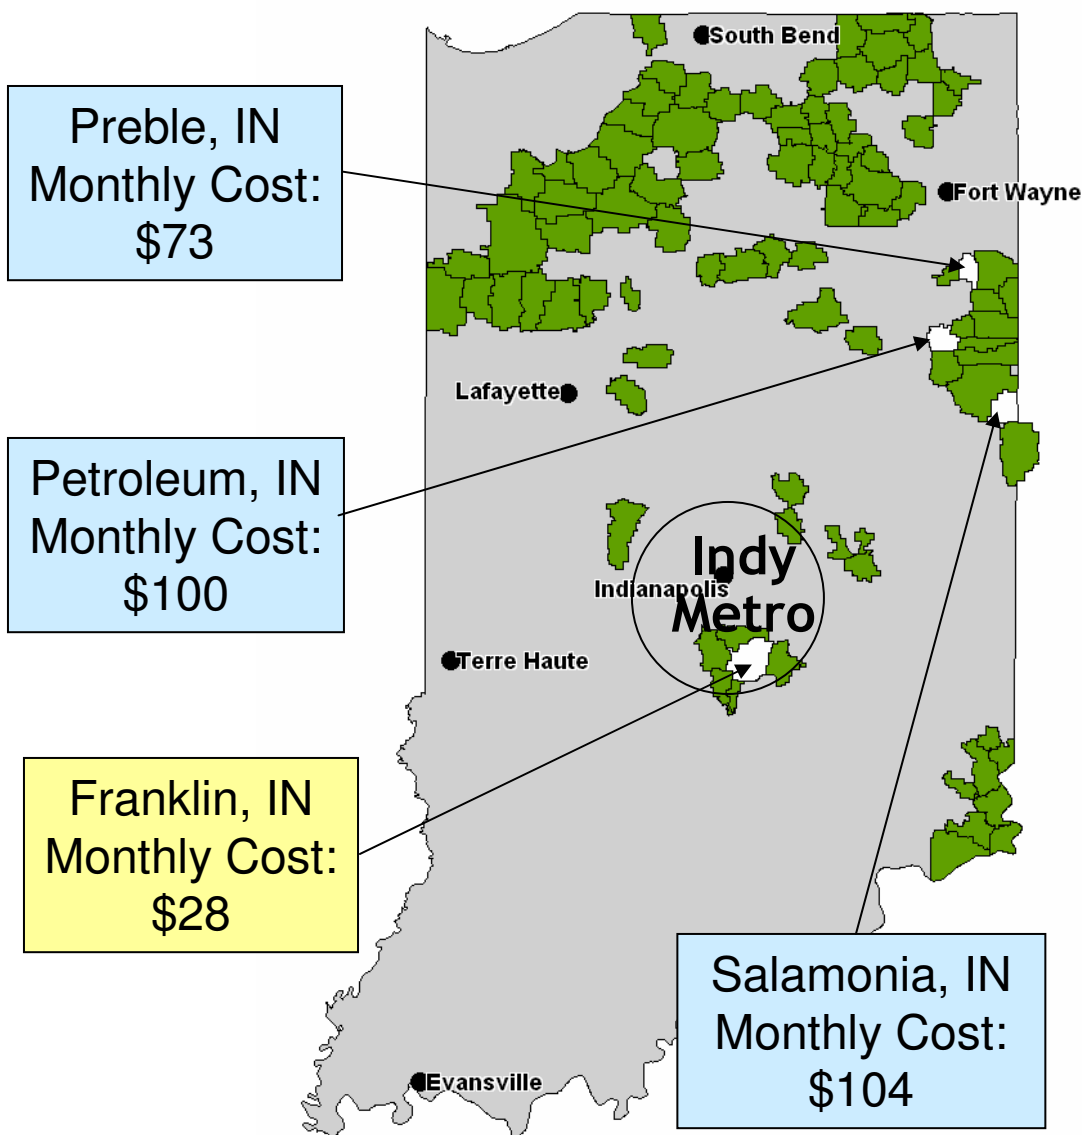 South Bend
Preble, IN
Monthly Cost:
$73
Fort Wayne
Lafayette
Petroleum, IN
Monthly Cost:
$100
Indy
Metro
Indianapolis
Terre Haute
Franklin, IN
Monthly Cost:
$28
Salamonia, IN
Monthly Cost:
$104
Evansville